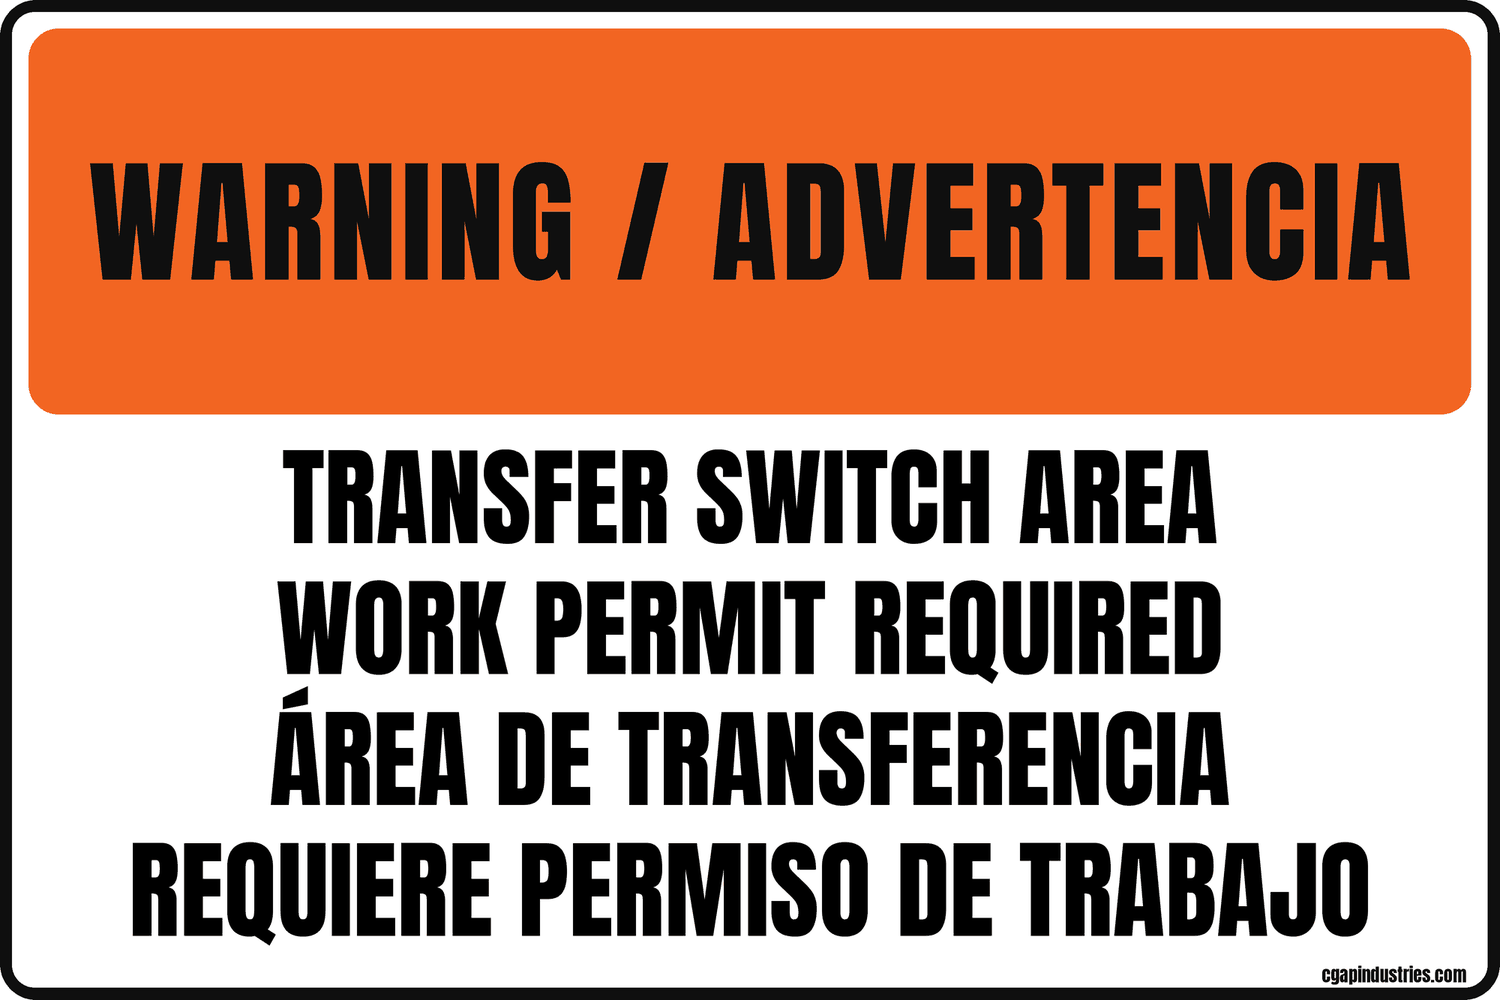 WARNING / ADVERTENCIA
TRANSFER SWITCH AREA
WORK PERMIT REQUIRED
ÁREA DE TRANSFERENCIA
REQUIERE PERMISO DE TRABAJO
cgapindustries.com